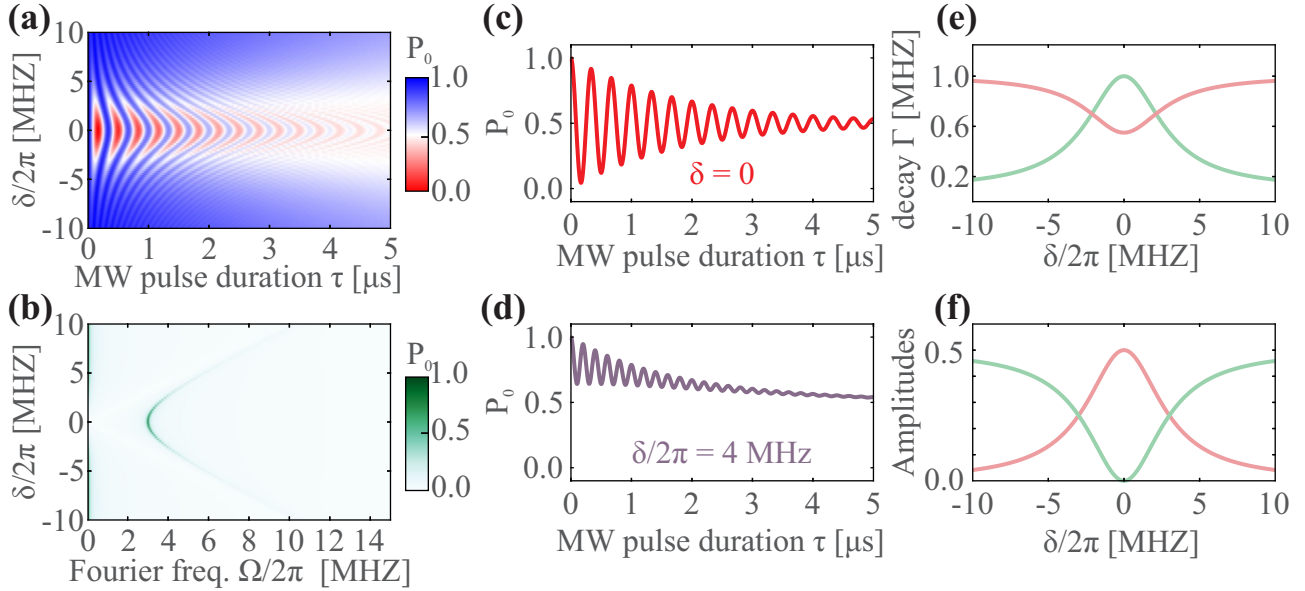 (a)
10
5
0
-5
-10
δ/2π [MHZ]
0 1 2 3 4 5
MW pulse duration τ [μs]
P₀
1.0
0.5
0.0
(b)
10
5
0
-5
-10
δ/2π [MHZ]
0 2 4 6 8 10 12 14
Fourier freq. Ω/2π [MHZ]
P₀
1.0
0.5
0.0
(c)
1.0
0.5
0.0
P₀
δ = 0
0 1 2 3 4 5
MW pulse duration τ [μs]
(d)
1.0
0.5
0.0
P₀
δ/2π = 4 MHz
0 1 2 3 4 5
MW pulse duration τ [μs]
(e)
1.0
0.6
0.2
decay Γ [MHZ]
-10 -5 0 5 10
δ/2π [MHZ]
(f)
0.5
0.0
Amplitudes
-10 -5 0 5 10
δ/2π [MHZ]